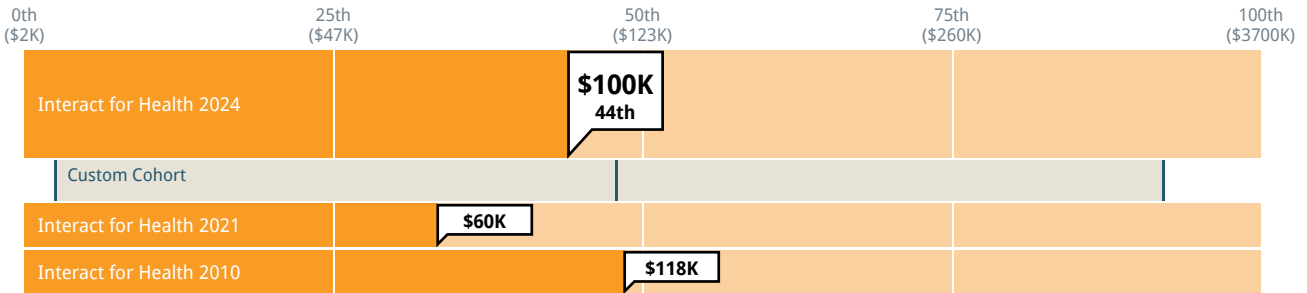 0th 25th 50th 75th 100th
($2K) ($47K) ($123K) ($260K) ($3700K)
$100K
Interact for Health 2024
44th
Custom Cohort
Interact for Health 2021 $60K
Interact for Health 2010 $118K